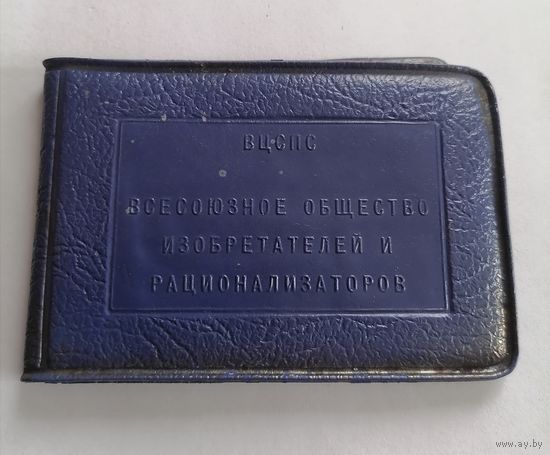 ВЦСПС
ВСЕСОЮЗНОЕ ОБЩЕСТВО
ИЗОБРЕТАТЕЛЕЙ И
РАЦИОНАЛИЗАТОРОВ
www.ay.by